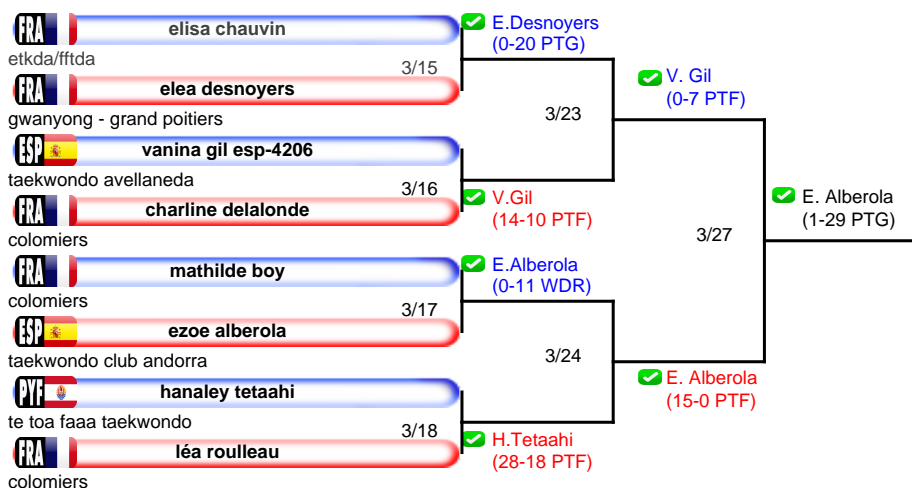 FRA elisa chauvin
etkda/fftda
3/15
FRA elea desnoyers
gwanyong - grand poitiers
ESP vanina gil esp-4206
taekwondo avellaneda
3/16
FRA charline delalonde
colomiers
FRA mathilde boy
colomiers
3/17
ESP ezoe alberola
taekwondo club andorra
PYF hanaley tetaahi
te toa faaa taekwondo
3/18
FRA léa roulleau
colomiers
E.Desnoyers
(0-20 PTG)
3/23
V.Gil
(14-10 PTF)
E.Alberola
(0-11 WDR)
3/24
H.Tetaahi
(28-18 PTF)
V. Gil
(0-7 PTF)
3/27
E. Alberola
(15-0 PTF)
E. Alberola
(1-29 PTG)